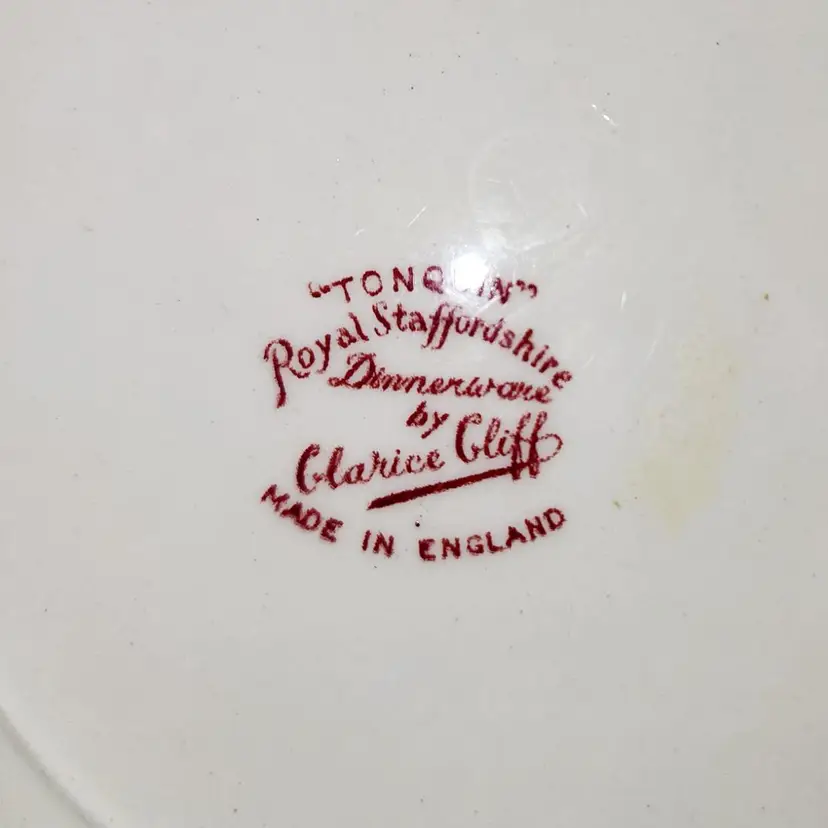 "TONQUIN"
Royal Staffordshire
Dinnerware
by
Clarice Cliff
MADE IN ENGLAND